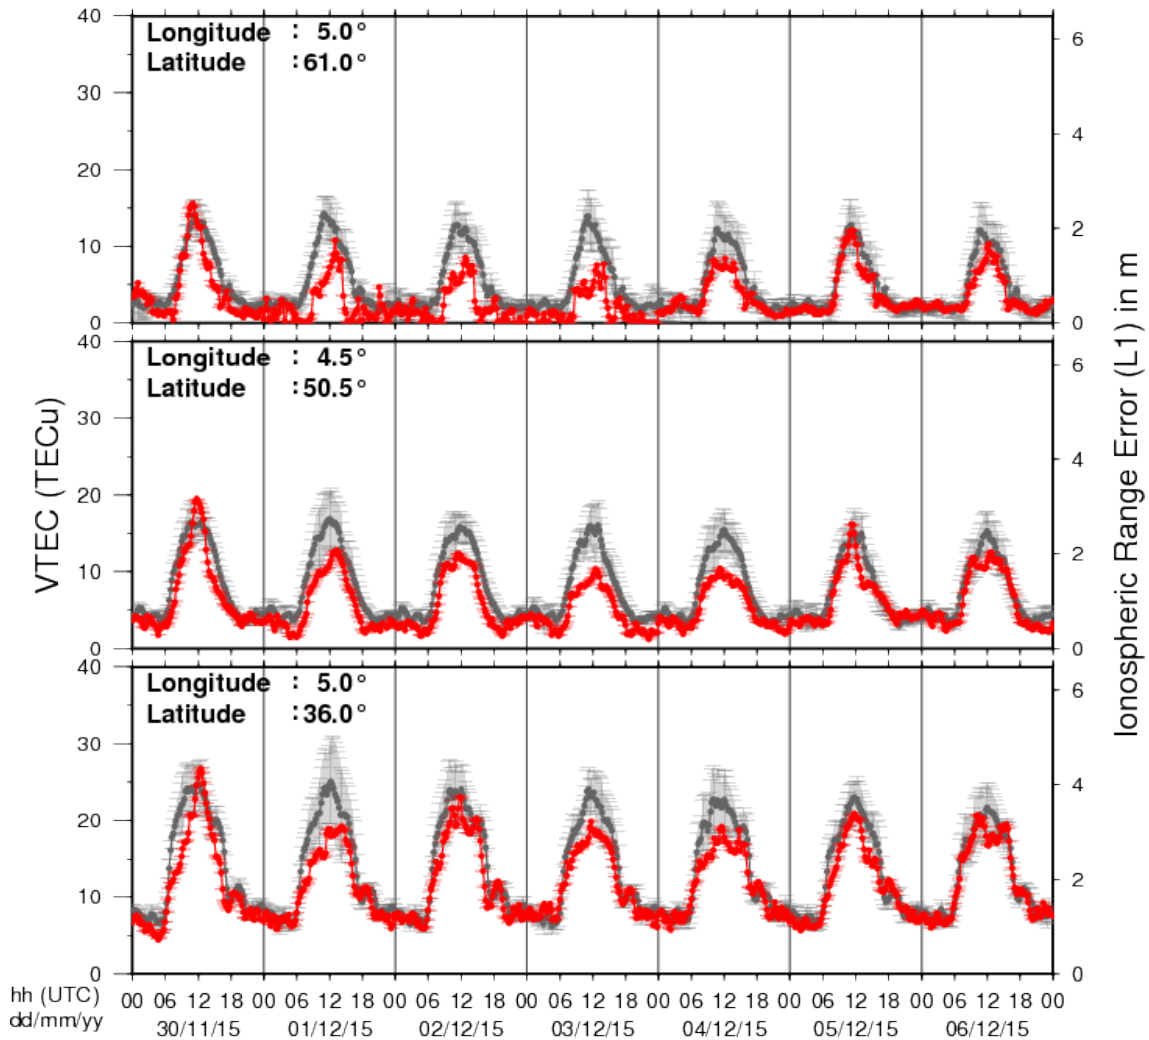 40
30
20
10
0
Longitude : 5.0°
Latitude :61.0°
6
4
2
0
40
30
20
10
0
Longitude : 4.5°
Latitude :50.5°
6
4
2
0
40
30
20
10
0
Longitude : 5.0°
Latitude :36.0°
6
4
2
0
VTEC (TECu)
Ionospheric Range Error (L1) in m
hh (UTC)
00 06 12 18 00 06 12 18 00 06 12 18 00 06 12 18 00 06 12 18 00 06 12 18 00 06 12 18 00
dd/mm/yy
30/11/15 01/12/15 02/12/15 03/12/15 04/12/15 05/12/15 06/12/15